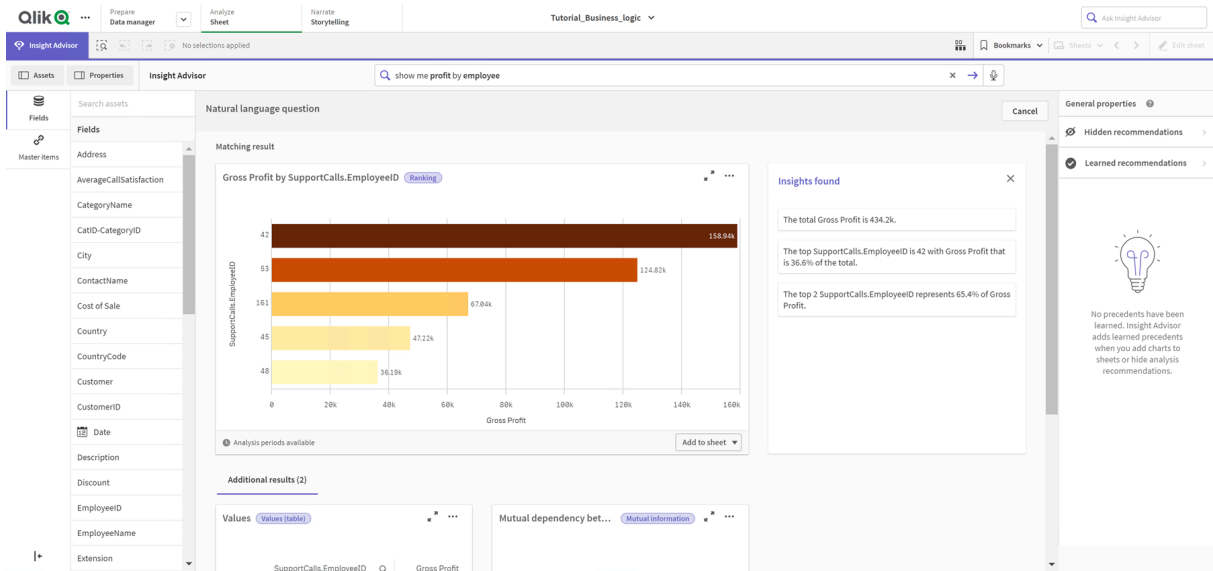 Qlik
Prepare
Data manager
Analyze
Sheet
Narrate
Storytelling
Tutorial_Business_logic
Ask Insight Advisor
Insight Advisor
No selections applied
Bookmarks
Sheets
Edit sheet
Assets
Properties
Insight Advisor
show me profit by employee
Fields
Master items
Search assets
Fields
Address
AverageCallSatisfaction
CategoryName
CatID-CategoryID
City
ContactName
Cost of Sale
Country
CountryCode
Customer
CustomerID
Date
Description
Discount
EmployeeID
EmployeeName
Extension
Natural language question
Cancel
Matching result
Gross Profit by SupportCalls.EmployeeID
Ranking
SupportCalls.EmployeeID
42
158.94k
53
124.82k
161
67.04k
45
47.22k
48
36.19k
0
20k
40k
60k
80k
100k
120k
140k
160k
Gross Profit
Analysis periods available
Add to sheet
Insights found
The total Gross Profit is 434.2k.
The top SupportCalls.EmployeeID is 42 with Gross Profit that
is 36.6% of the total.
The top 2 SupportCalls.EmployeeID represents 65.4% of Gross
Profit.
Additional results (2)
Values
Values (table)
SupportCalls.EmployeeID
Gross Profit
Mutual dependency bet...
Mutual information
General properties
Hidden recommendations
Learned recommendations
No precedents have been
learned. Insight Advisor
adds learned precedents
when you add charts to
sheets or hide analysis
recommendations.